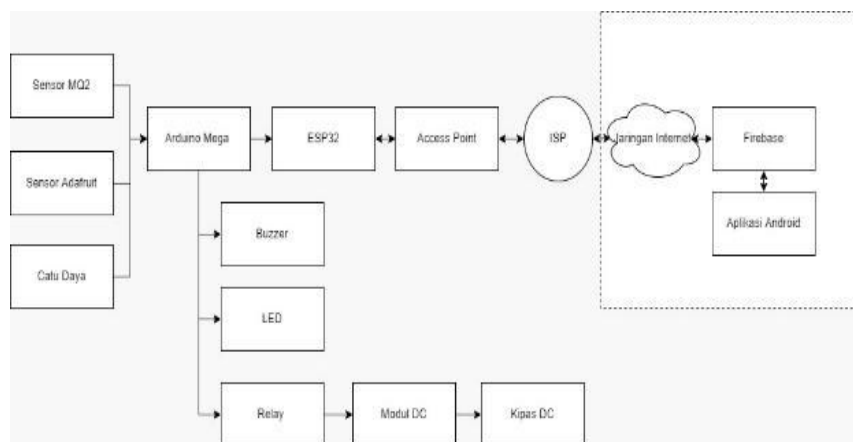 Sensor MQ2
Arduino Mega
ESP32
Access Point
ISP
Jaringan Internet
Firebase
Sensor Adafruit
Aplikasi Android
Buzzer
Catu Daya
LED
Relay
Modul DC
Kipas DC